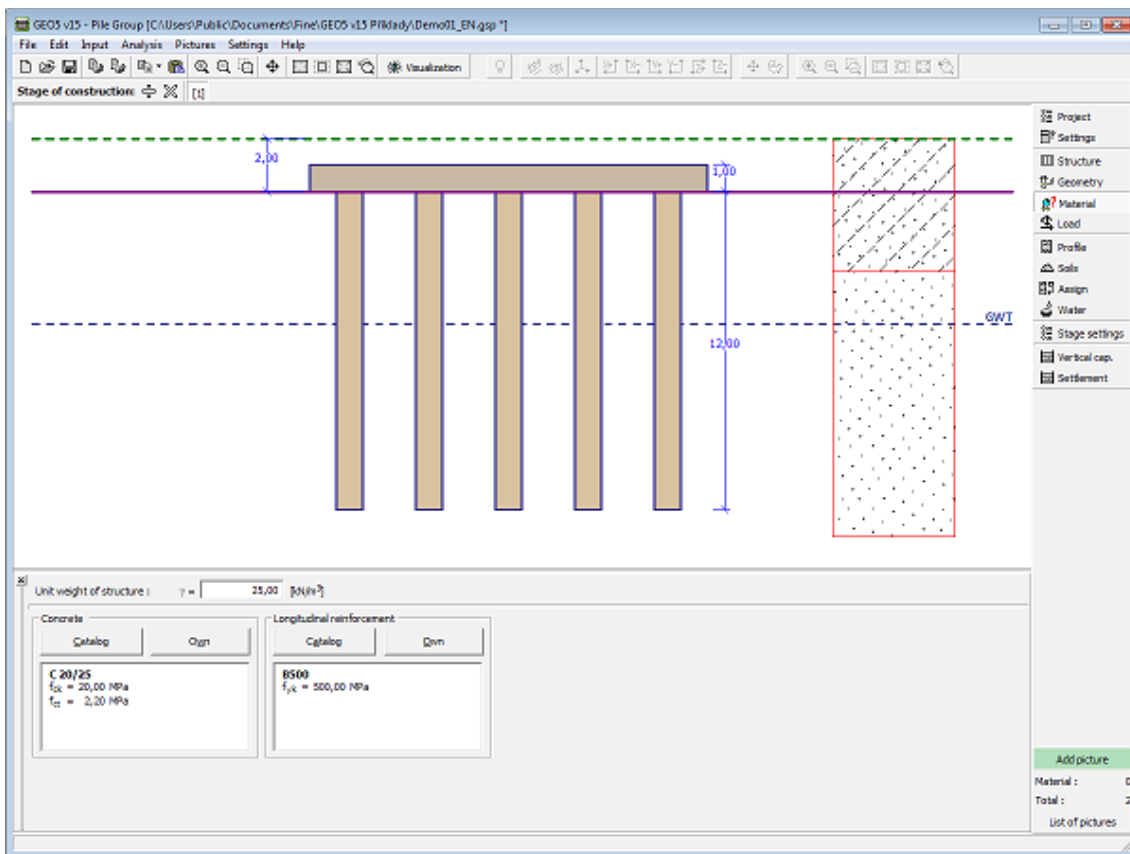 GEO5 v15 - Pile Group [C:\Users\Public\Documents\Fine\GEO5 v15 Příklady\Demo01_EN.gsp *]
File Edit Input Analysis Pictures Settings Help
Visualization
Stage of construction: [1]
2,00
1,00
12,00
GWT
Project
Settings
Structure
Geometry
Material
Load
Profile
Soils
Assign
Water
Stage settings
Vertical cap.
Settlement
Unit weight of structure : γ = 25,00 [kN/m³]
Concrete
Catalog Own
C 20/25
fck = 20,00 MPa
fct = 2,20 MPa
Longitudinal reinforcement
Catalog Own
B500
fyk = 500,00 MPa
Add picture
Material : 0
Total : 2
List of pictures